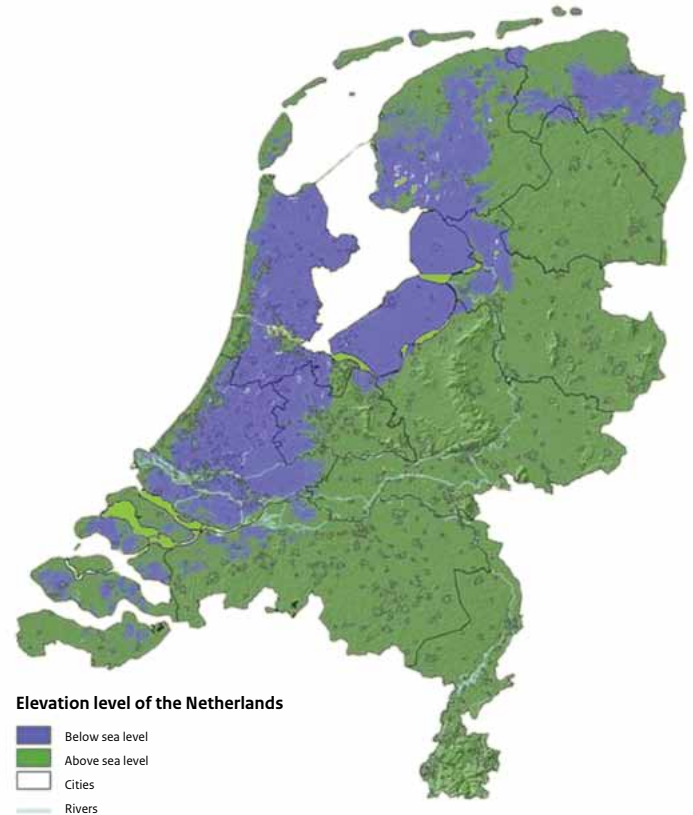 Elevation level of the Netherlands
Below sea level
Above sea level
Cities
Rivers